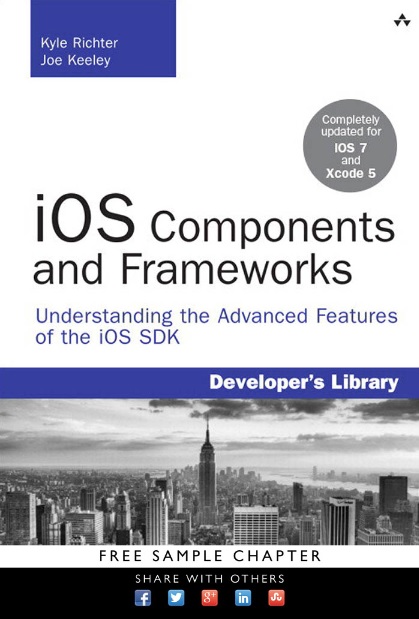 Kyle Richter
Joe Keeley
Completely
updated for
IOS 7
and
Xcode 5
iOS Components
and Frameworks
Understanding the Advanced Features
of the iOS SDK
Developer's Library
FREE SAMPLE CHAPTER
SHARE WITH OTHERS